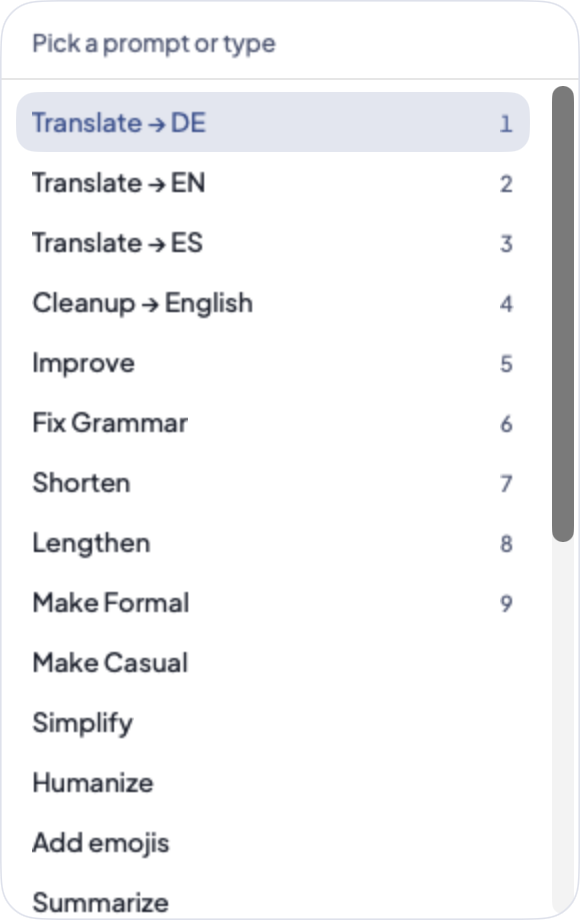 Pick a prompt or type
Translate → DE 1
Translate → EN 2
Translate → ES 3
Cleanup → English 4
Improve 5
Fix Grammar 6
Shorten 7
Lengthen 8
Make Formal 9
Make Casual
Simplify
Humanize
Add emojis
Summarize